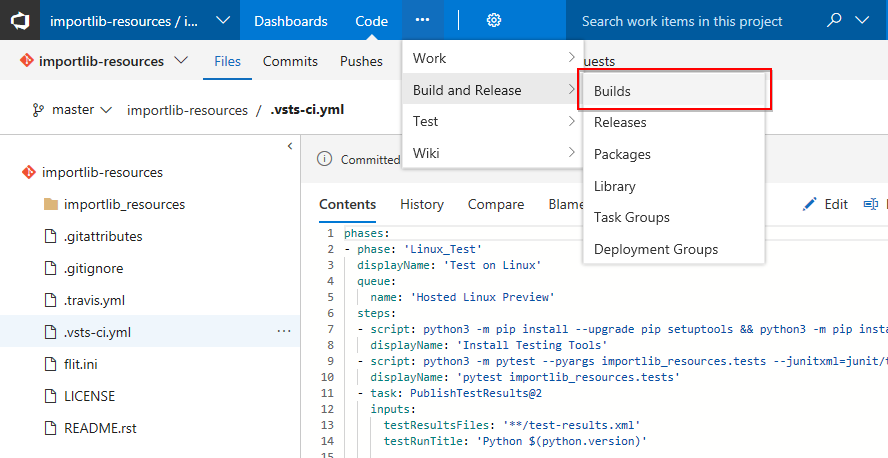 importlib-resources / i...
Dashboards
Code
...
Search work items in this project
importlib-resources
Files
Commits
Pushes
uests
Work
Build and Release
Test
Wiki
Builds
Releases
Packages
Library
Task Groups
Deployment Groups
master
importlib-resources / .vsts-ci.yml
importlib-resources
importlib_resources
.gitattributes
.gitignore
.travis.yml
.vsts-ci.yml ...
flit.ini
LICENSE
README.rst
Committed
Contents
History
Compare
Blame
Edit
1 phases:
2 - phase: 'Linux_Test'
3 displayName: 'Test on Linux'
4 queue:
5 name: 'Hosted Linux Preview'
6 steps:
7 - script: python3 -m pip install --upgrade pip setuptools && python3 -m pip insta
8 displayName: 'Install Testing Tools'
9 - script: python3 -m pytest --pyargs importlib_resources.tests --junitxml=junit/t
10 displayName: 'pytest importlib_resources.tests'
11 - task: PublishTestResults@2
12 inputs:
13 testResultsFiles: '**/test-results.xml'
14 testRunTitle: 'Python $(python.version)'